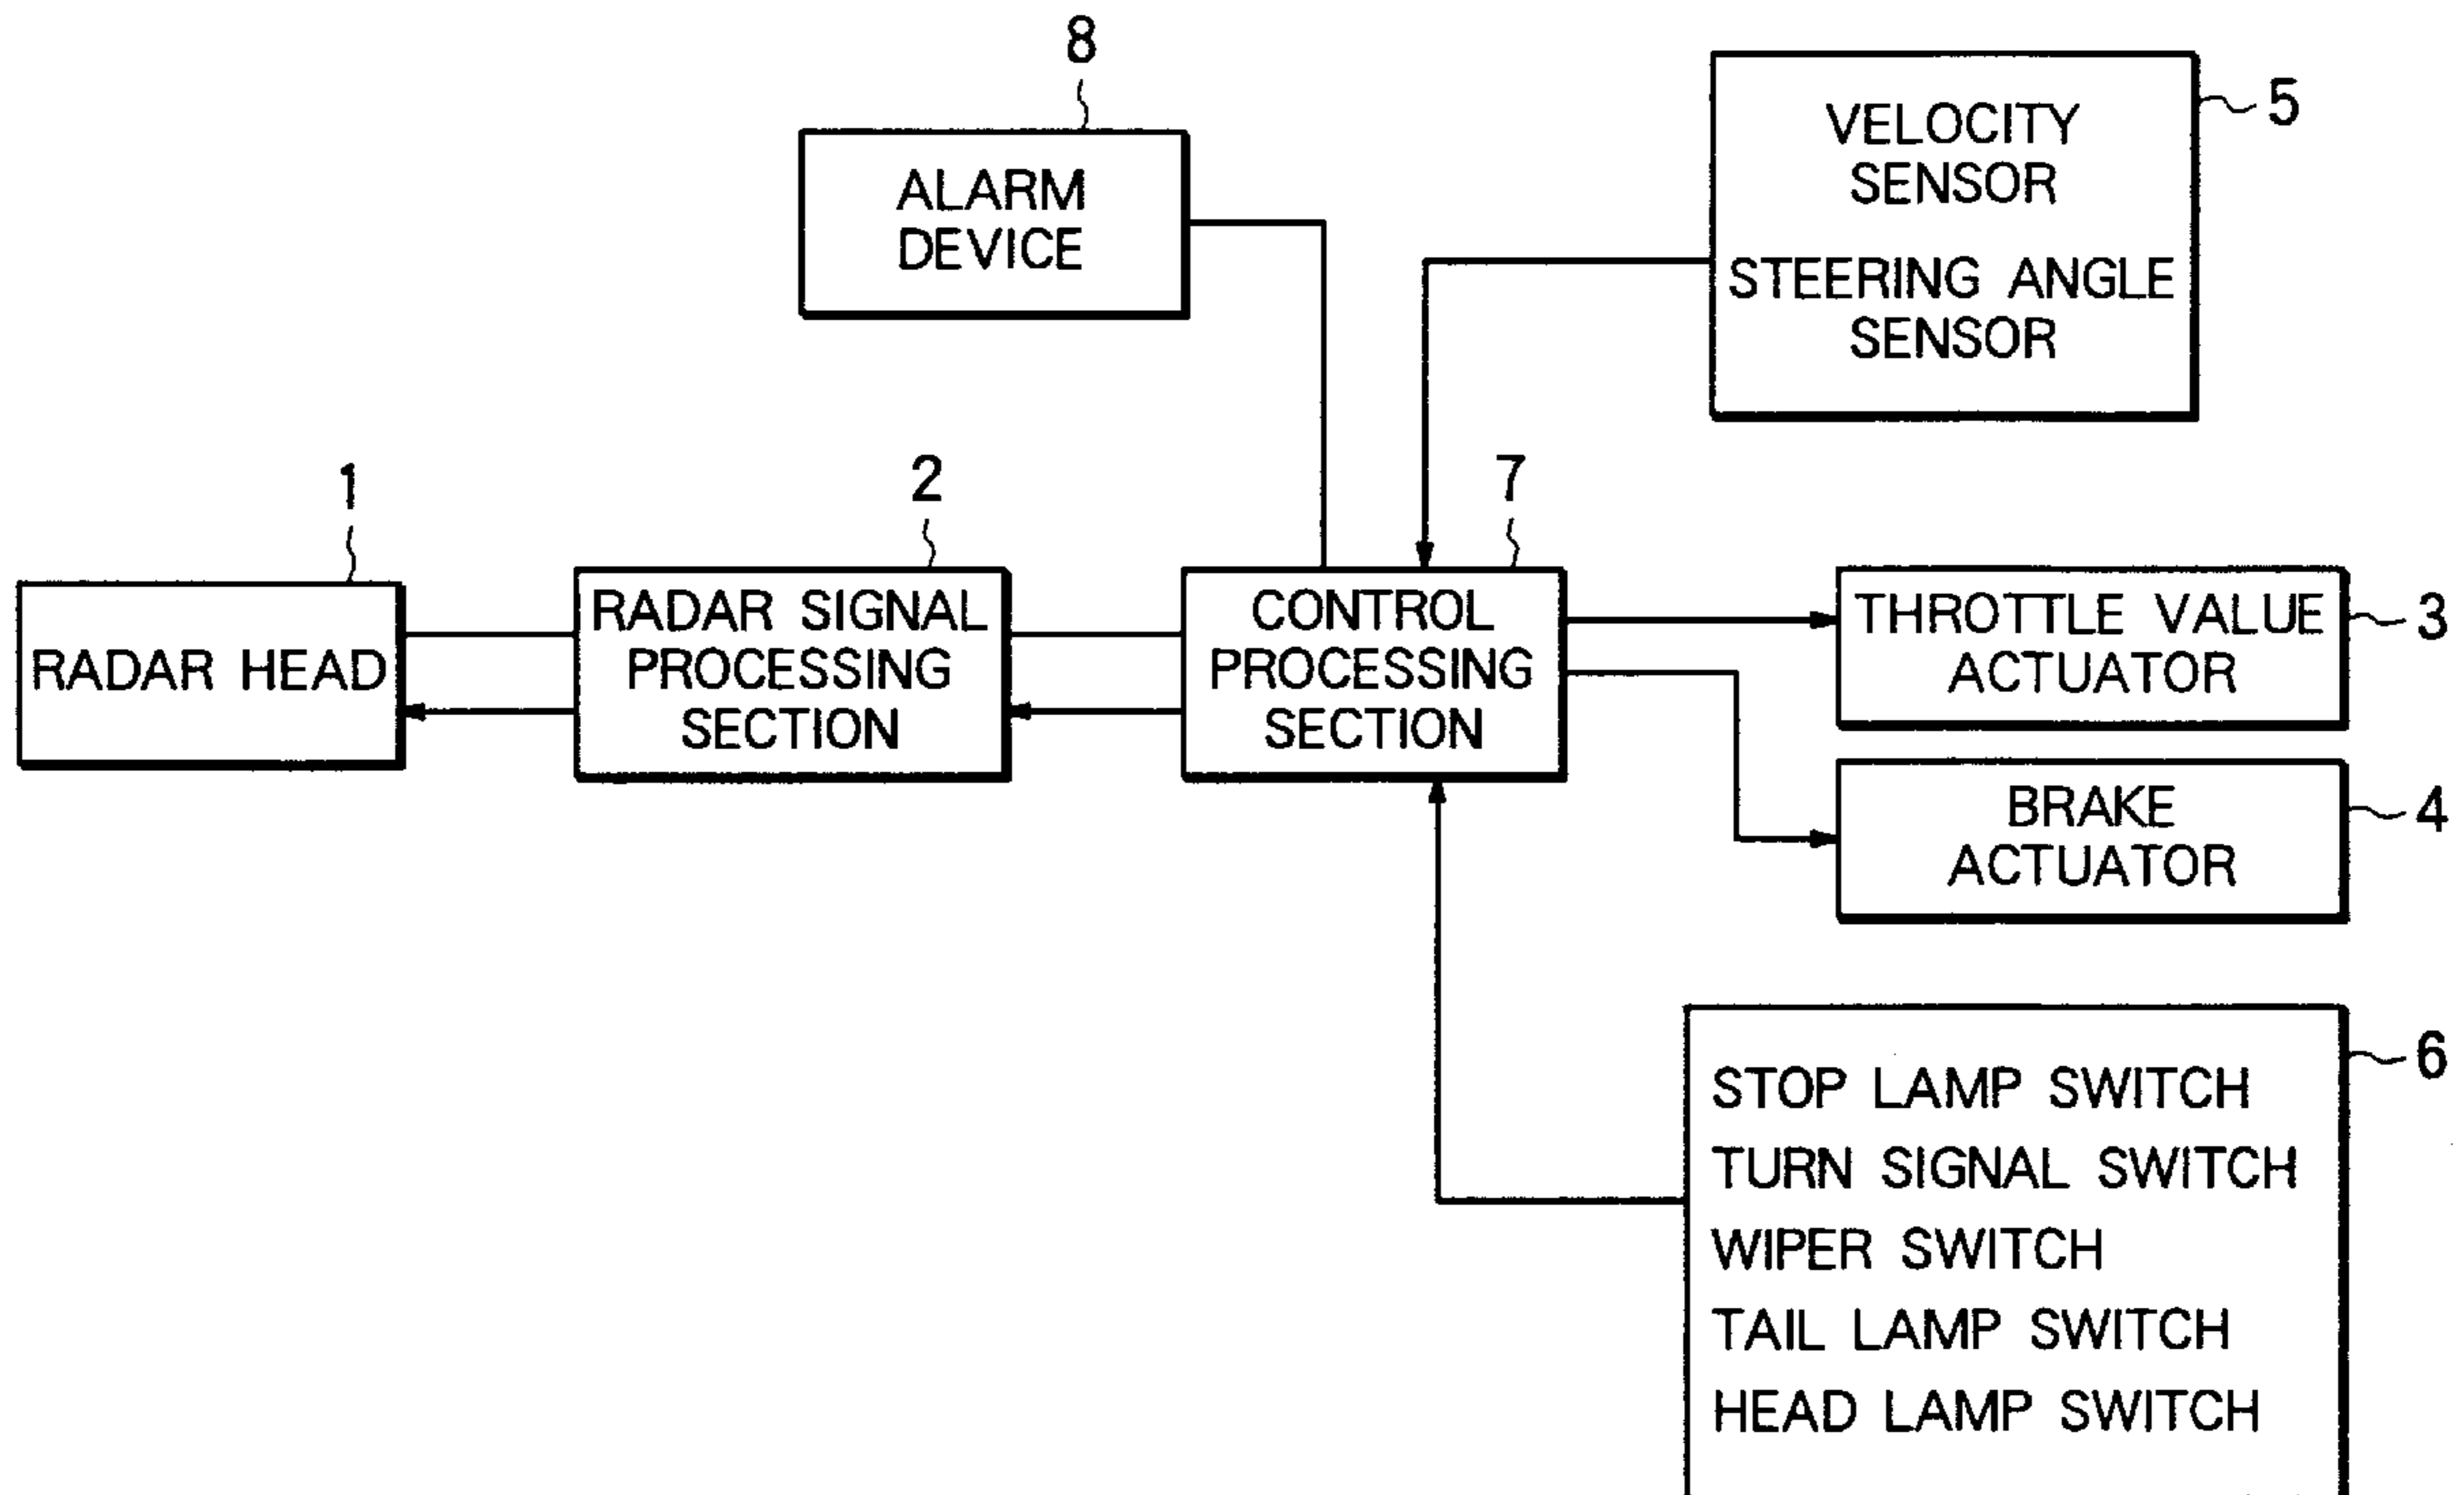 8
ALARM
DEVICE
5
VELOCITY
SENSOR
STEERING ANGLE
SENSOR
1
RADAR HEAD
2
RADAR SIGNAL
PROCESSING
SECTION
7
CONTROL
PROCESSING
SECTION
THROTTLE VALUE
ACTUATOR
3
BRAKE
ACTUATOR
4
6
STOP LAMP SWITCH
TURN SIGNAL SWITCH
WIPER SWITCH
TAIL LAMP SWITCH
HEAD LAMP SWITCH